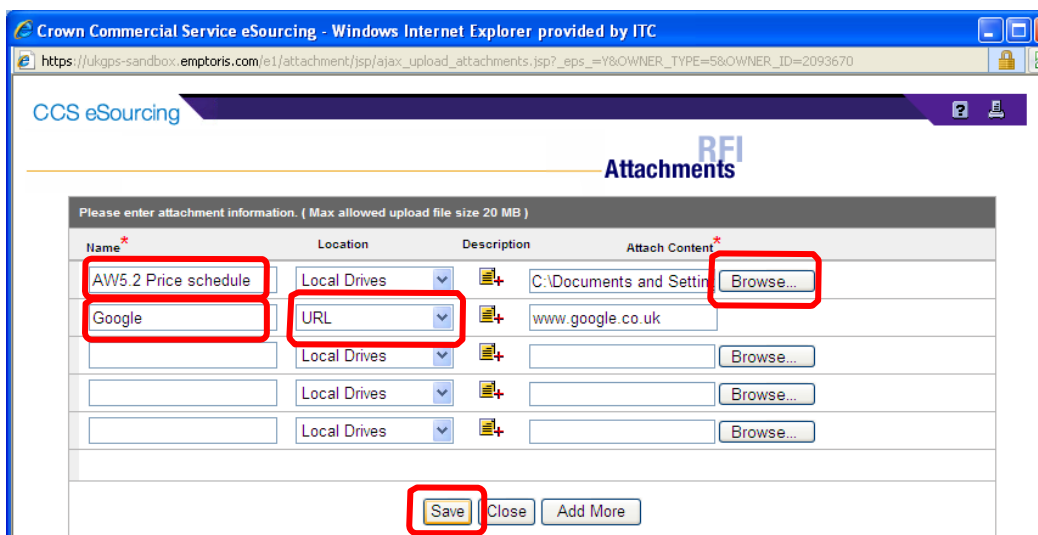 Crown Commercial Service eSourcing - Windows Internet Explorer provided by ITC
https://ukgps-sandbox.emptoris.com/e1/attachment/jsp/ajax_upload_attachments.jsp?_eps_=Y&OWNER_TYPE=5&OWNER_ID=2093670
CCS eSourcing
RFI
Attachments
Please enter attachment information. ( Max allowed upload file size 20 MB )
Name* Location Description Attach Content*
AW5.2 Price schedule Local Drives C:\Documents and Settin Browse...
Google URL www.google.co.uk
Local Drives Browse...
Local Drives Browse...
Local Drives Browse...
Save Close Add More